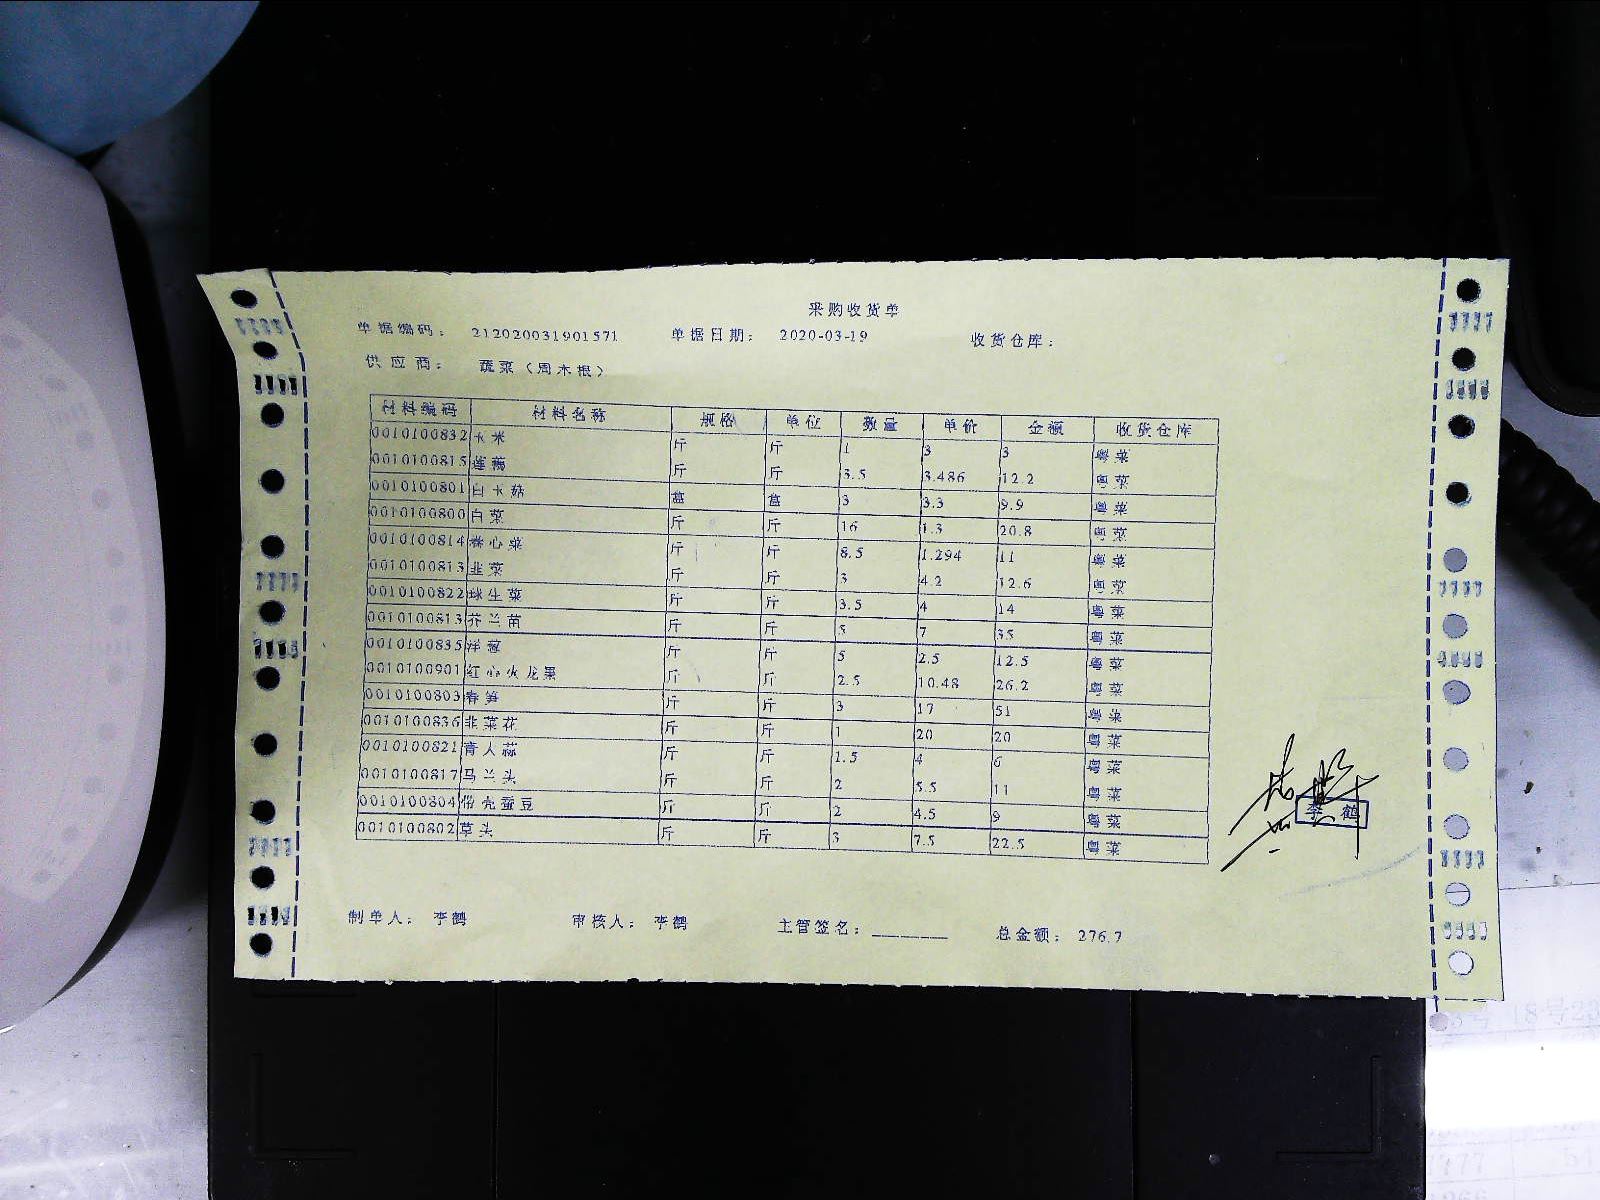 采购收货单
单据编码： 212020031901571 单据日期： 2020-03-19 收货仓库：
供应商： 蔬菜（周木根）
材料编码 材料名称 规格 单位 数量 单价 金额 收货仓库
0010100832 玉米 斤 斤 1 3 3 粤菜
0010100815 莲藕 斤 斤 3.5 3.486 12.2 粤菜
0010100801 白玉菇 盒 盒 3 3.3 9.9 粤菜
0010100800 白菜 斤 斤 16 1.3 20.8 粤菜
0010100814 卷心菜 斤 斤 8.5 1.294 11 粤菜
0010100813 韭菜 斤 斤 3 4.2 12.6 粤菜
0010100822 球生菜 斤 斤 3.5 4 14 粤菜
0010100813 芥兰苗 斤 斤 5 7 35 粤菜
0010100835 洋葱 斤 斤 5 2.5 12.5 粤菜
0010100901 红心火龙果 斤 斤 2.5 10.48 26.2 粤菜
0010100803 春笋 斤 斤 3 17 51 粤菜
0010100836 韭菜花 斤 斤 1 20 20 粤菜
0010100821 青大蒜 斤 斤 1.5 4 6 粤菜
0010100817 马兰头 斤 斤 2 5.5 11 粤菜
0010100804 带壳蚕豆 斤 斤 2 4.5 9 粤菜
0010100802 草头 斤 斤 3 7.5 22.5 粤菜
李鹤
制单人： 李鹤 审核人： 李鹤 主管签名：________ 总金额： 276.7